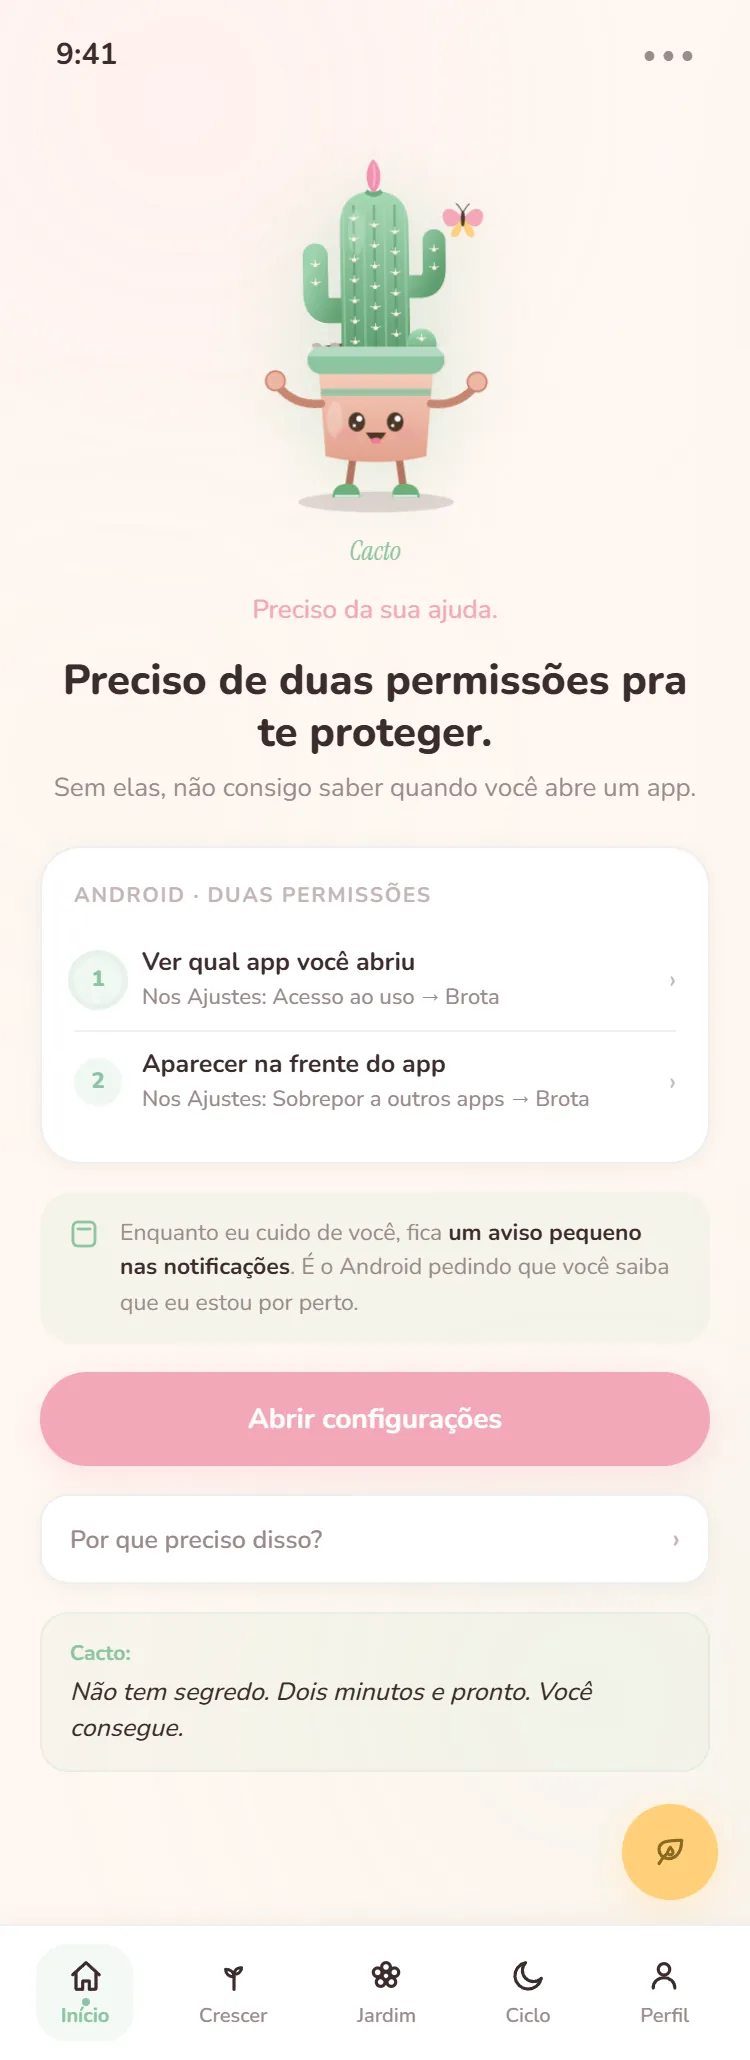 9:41
Cacto
Preciso da sua ajuda.
Preciso de duas permissões pra
te proteger.
Sem elas, não consigo saber quando você abre um app.
ANDROID · DUAS PERMISSÕES
1
Ver qual app você abriu
Nos Ajustes: Acesso ao uso → Brota
2
Aparecer na frente do app
Nos Ajustes: Sobrepor a outros apps → Brota
Enquanto eu cuido de você, fica um aviso pequeno
nas notificações. É o Android pedindo que você saiba
que eu estou por perto.
Abrir configurações
Por que preciso disso?
Cacto:
Não tem segredo. Dois minutos e pronto. Você
consegue.
Início
Crescer
Jardim
Ciclo
Perfil